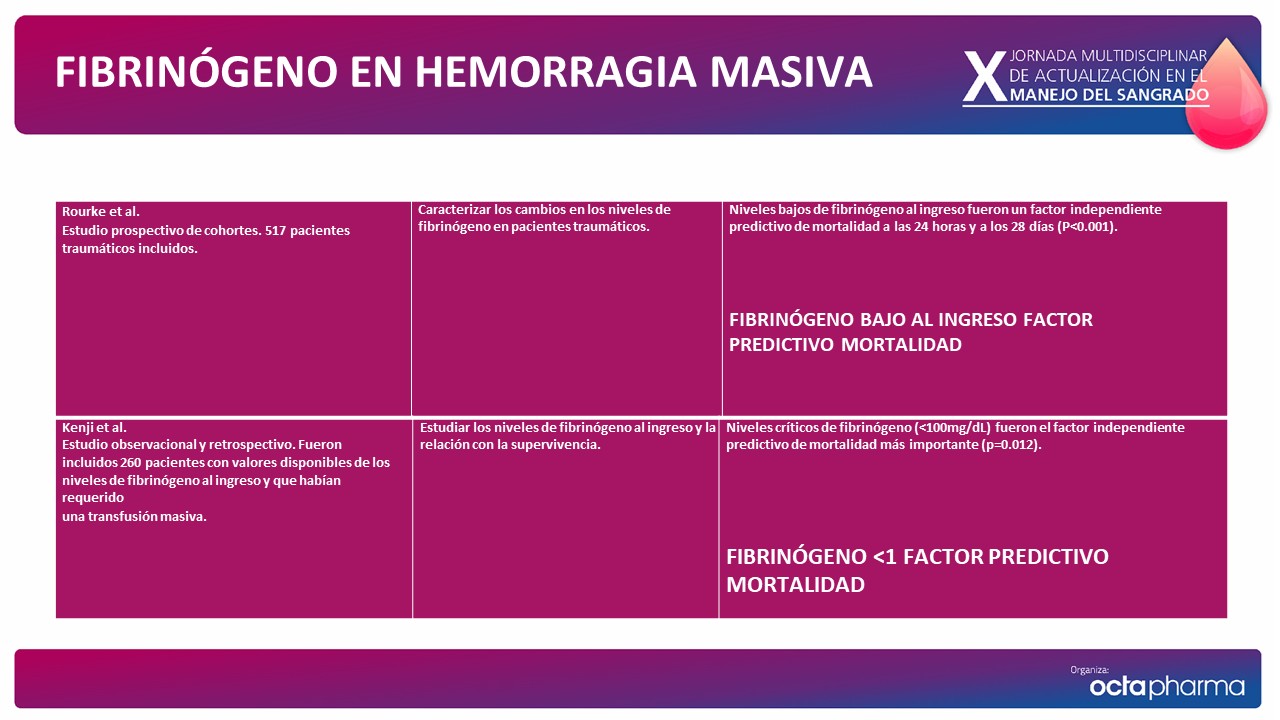 FIBRINÓGENO EN HEMORRAGIA MASIVA
X JORNADA MULTIDISCIPLINAR
DE ACTUALIZACIÓN EN EL
MANEJO DEL SANGRADO
Rourke et al.
Estudio prospectivo de cohortes. 517 pacientes
traumáticos incluidos.
Caracterizar los cambios en los niveles de
fibrinógeno en pacientes traumáticos.
Niveles bajos de fibrinógeno al ingreso fueron un factor independiente
predictivo de mortalidad a las 24 horas y a los 28 días (P<0.001).
FIBRINÓGENO BAJO AL INGRESO FACTOR
PREDICTIVO MORTALIDAD
Kenji et al.
Estudio observacional y retrospectivo. Fueron
incluidos 260 pacientes con valores disponibles de los
niveles de fibrinógeno al ingreso y que habían
requerido
una transfusión masiva.
Estudiar los niveles de fibrinógeno al ingreso y la
relación con la supervivencia.
Niveles críticos de fibrinógeno (<100mg/dL) fueron el factor independiente
predictivo de mortalidad más importante (p=0.012).
FIBRINÓGENO <1 FACTOR PREDICTIVO
MORTALIDAD
Organiza:
octapharma